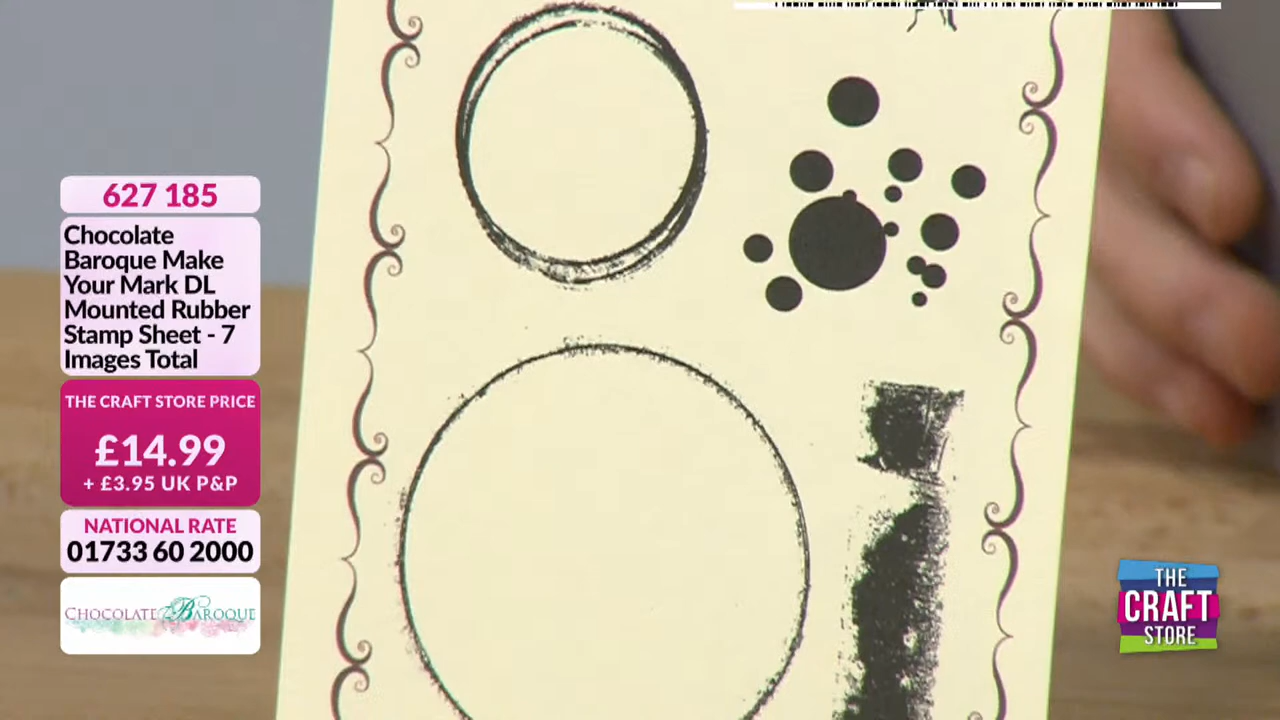 627 185
Chocolate
Baroque Make
Your Mark DL
Mounted Rubber
Stamp Sheet - 7
Images Total
THE CRAFT STORE PRICE
£14.99
+ £3.95 UK P&P
NATIONAL RATE
01733 60 2000
CHOCOLATE BAROQUE
THE
CRAFT
STORE